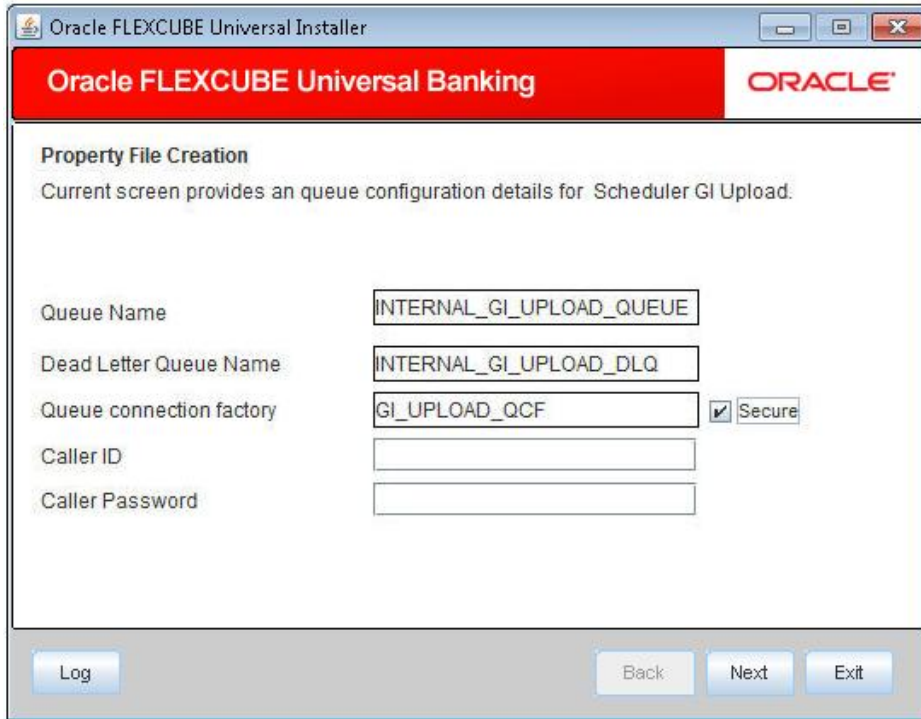 Oracle FLEXCUBE Universal Installer
Oracle FLEXCUBE Universal Banking
ORACLE
Property File Creation
Current screen provides an queue configuration details for Scheduler GI Upload.
Queue Name INTERNAL_GI_UPLOAD_QUEUE
Dead Letter Queue Name INTERNAL_GI_UPLOAD_DLQ
Queue connection factory GI_UPLOAD_QCF Secure
Caller ID
Caller Password
Log Back Next Exit